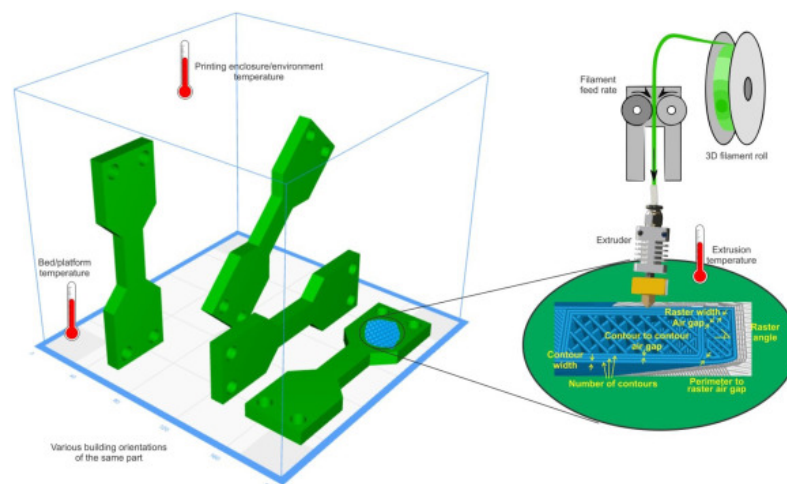 Printing enclosure/environment
temperature
Bed/platform
temperature
Various building orientations
of the same part
Filament
feed rate
3D filament roll
Extruder
Extrusion
temperature
Raster width
Air gap
Raster
angle
Contour to contour
air gap
Contour
width
Number of contours
Perimeter to
raster air gap